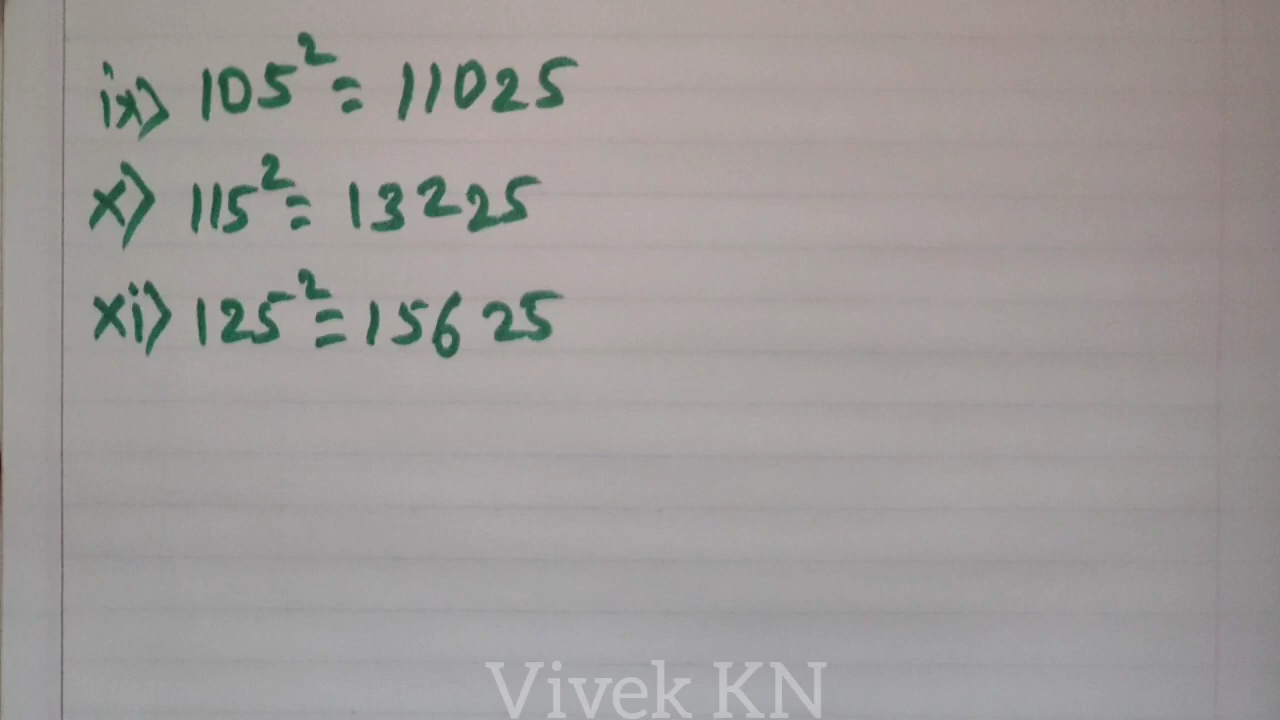 ix) 105² = 11025
x) 115² = 13225
xi) 125² = 15625
Vivek KN